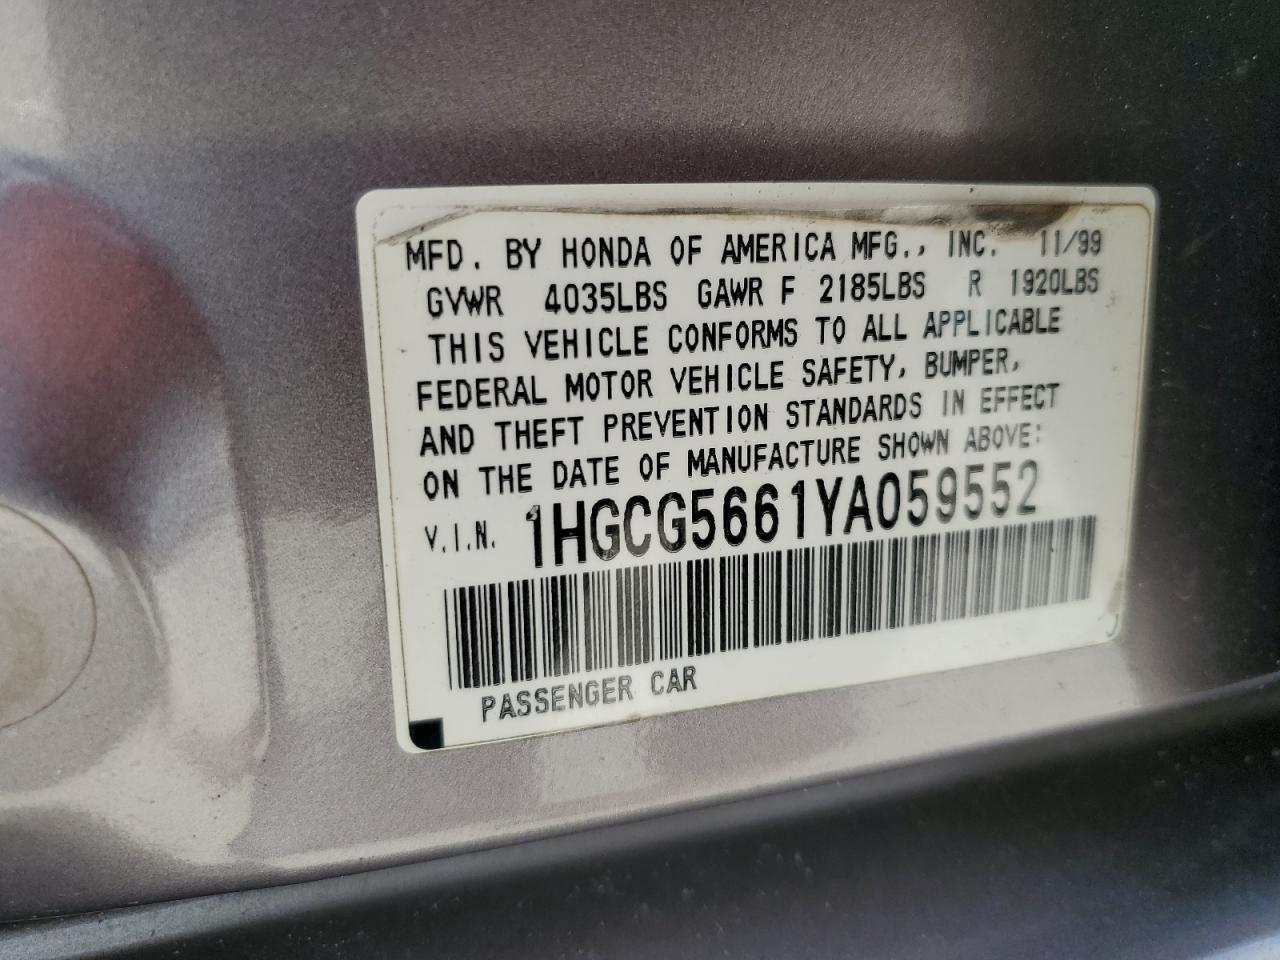 MFD. BY HONDA OF AMERICA MFG., INC. 11/99
GVWR 4035LBS GAWR F 2185LBS R 1920LBS
THIS VEHICLE CONFORMS TO ALL APPLICABLE
FEDERAL MOTOR VEHICLE SAFETY, BUMPER,
AND THEFT PREVENTION STANDARDS IN EFFECT
ON THE DATE OF MANUFACTURE SHOWN ABOVE:
V.I.N. 1HGCG5661YA059552
PASSENGER CAR